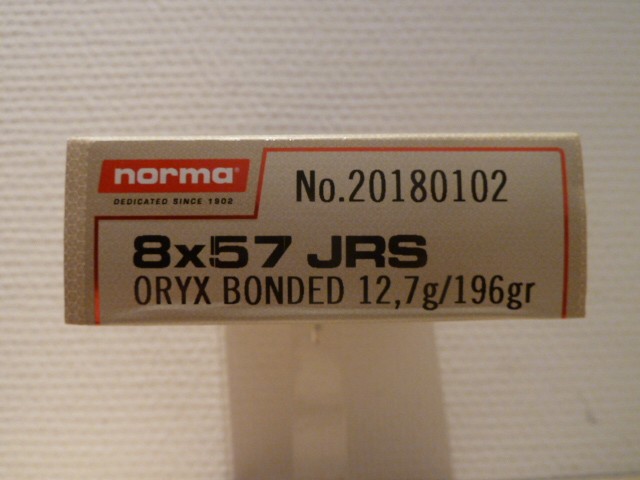 norma
DEDICATED SINCE 1902
No.20180102
8x57 JRS
ORYX BONDED 12,7g/196gr